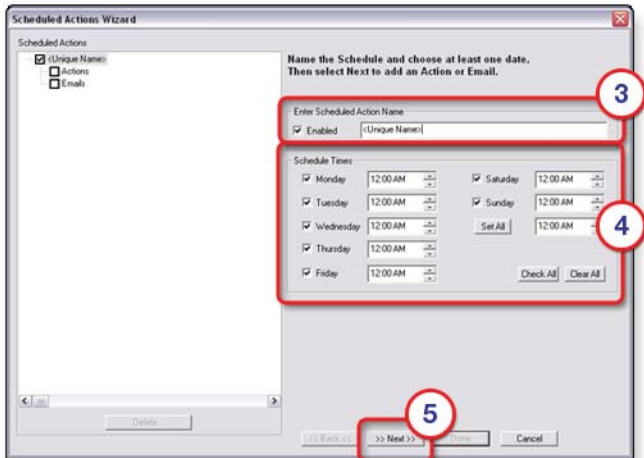 Scheduled Actions Wizard
Scheduled Actions
<Unique Name>
Actions
Emails
Delete
Name the Schedule and choose at least one date.
Then select Next to add an Action or Email.
3
Enter Scheduled Action Name
Enabled <Unique Name>
4
Schedule Times
Monday 12:00 AM Saturday 12:00 AM
Tuesday 12:00 AM Sunday 12:00 AM
Wednesday 12:00 AM Set All 12:00 AM
Thursday 12:00 AM
Friday 12:00 AM Check All Clear All
5
<< Back << >> Next >> Done Cancel